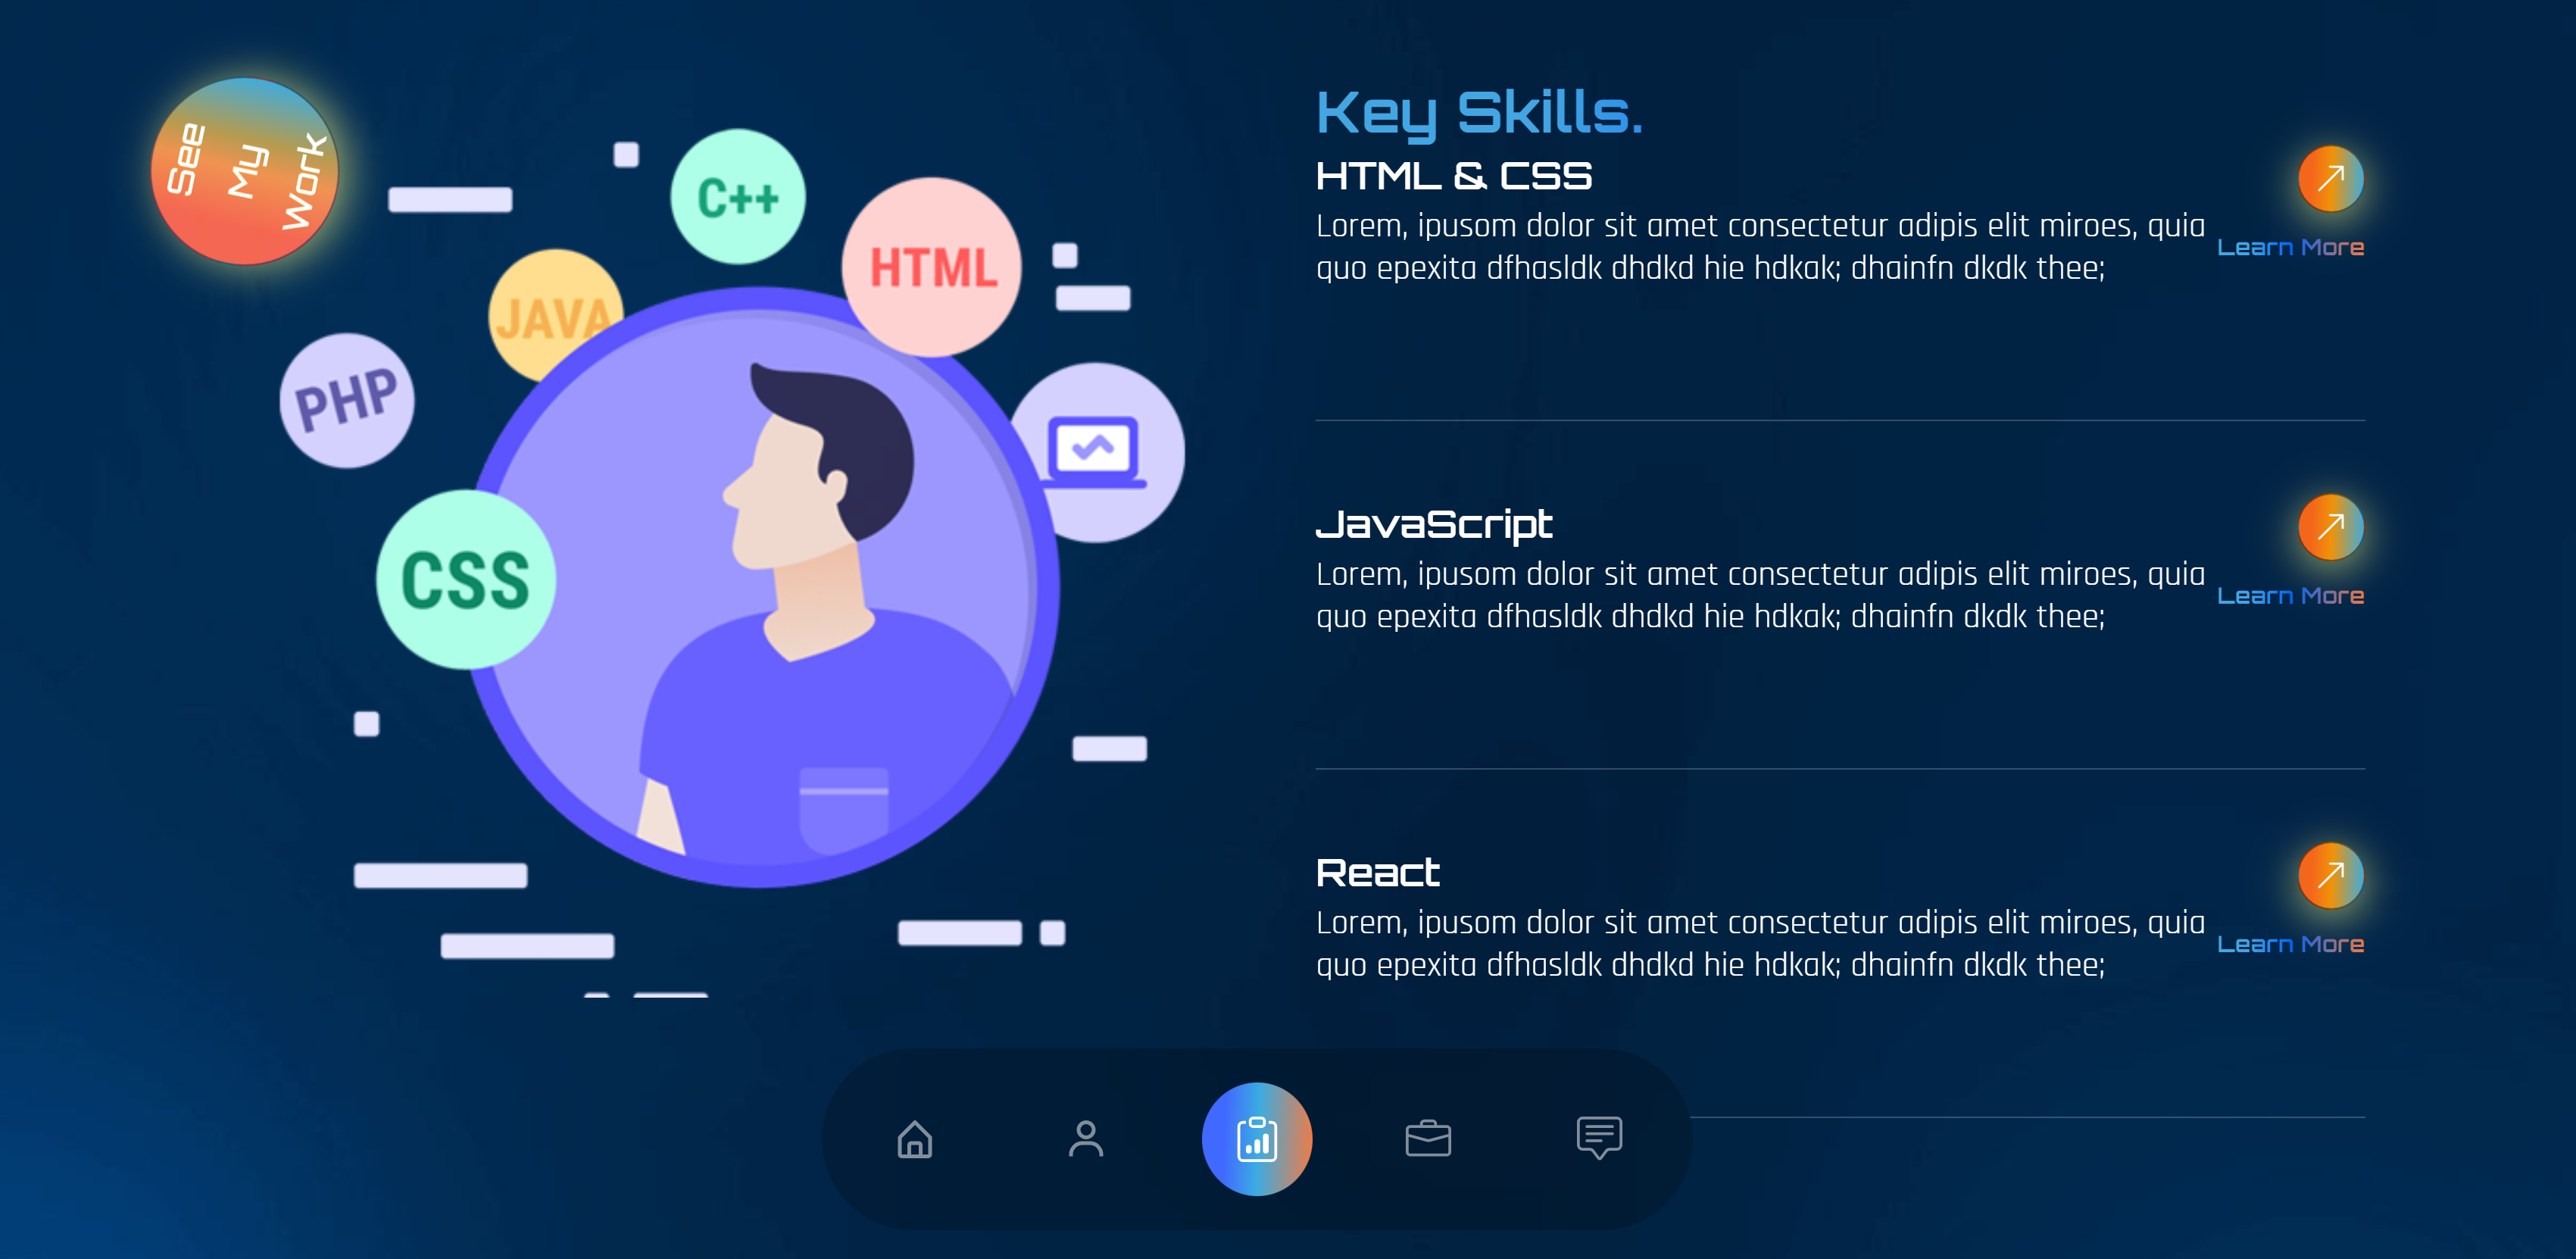 See
My
Work
C++
HTML
JAVA
PHP
CSS
Key Skills.
HTML & CSS
Lorem, ipusom dolor sit amet consectetur adipis elit miroes, quia
quo epexita dfhasldk dhdkd hie hdkak; dhainfn dkdk thee;
Learn More
JavaScript
Lorem, ipusom dolor sit amet consectetur adipis elit miroes, quia
quo epexita dfhasldk dhdkd hie hdkak; dhainfn dkdk thee;
Learn More
React
Lorem, ipusom dolor sit amet consectetur adipis elit miroes, quia
quo epexita dfhasldk dhdkd hie hdkak; dhainfn dkdk thee;
Learn More